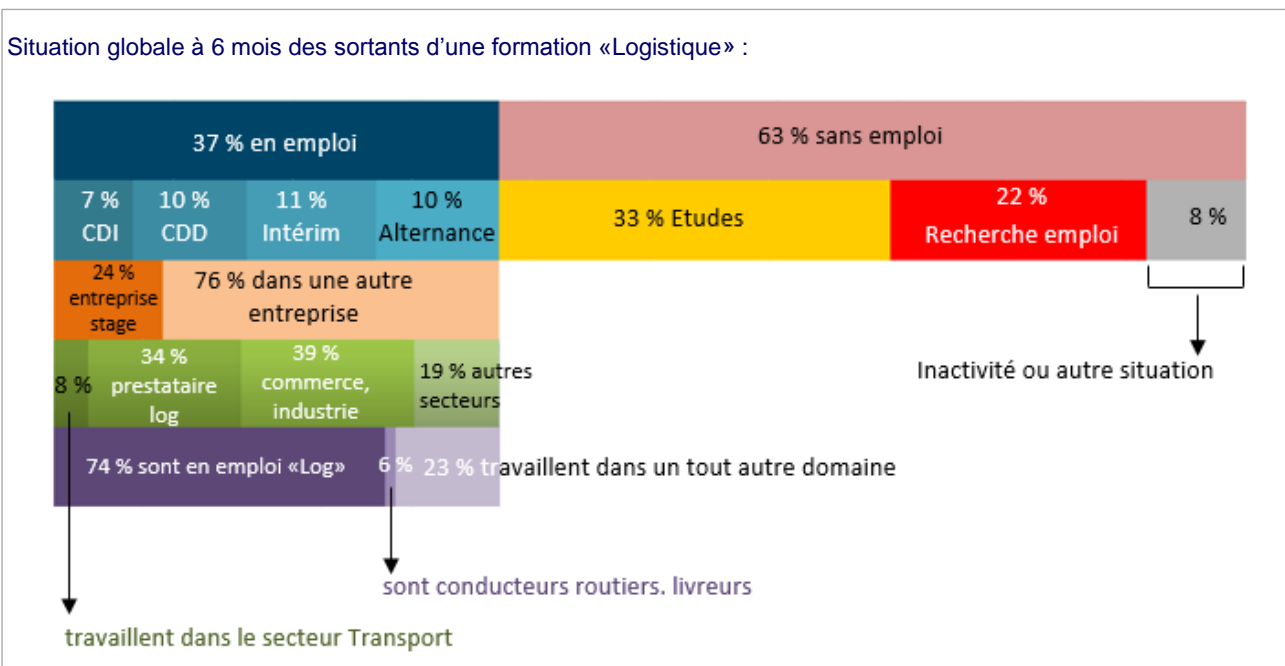 Situation globale à 6 mois des sortants d'une formation «Logistique» :
37 % en emploi
63 % sans emploi
7 %
CDI
10 %
CDD
11 %
Intérim
10 %
Alternance
33 % Etudes
22 %
Recherche emploi
8 %
24 %
entreprise
stage
76 % dans une autre
entreprise
Inactivité ou autre situation
8 %
34 %
prestataire
log
39 %
commerce,
industrie
19 % autres
secteurs
74 % sont en emploi «Log»
6 %
23 % travaillent dans un tout autre domaine
sont conducteurs routiers. livreurs
travaillent dans le secteur Transport